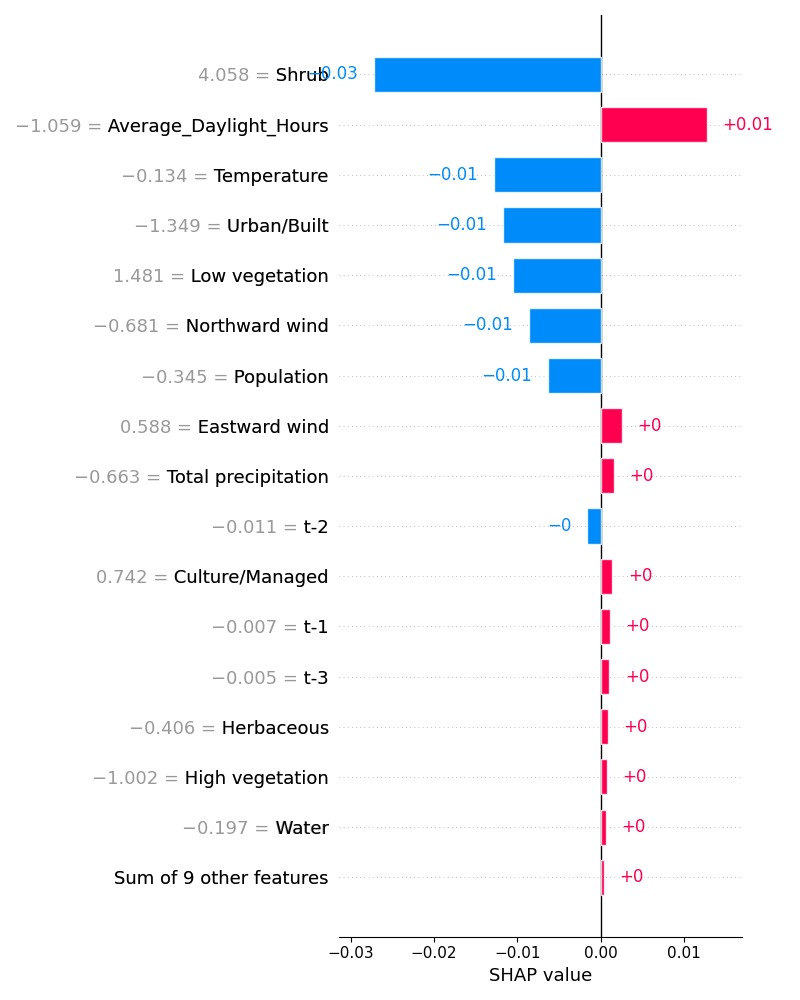 4.058 = Shrub −0.03
−1.059 = Average_Daylight_Hours +0.01
−0.134 = Temperature −0.01
−1.349 = Urban/Built −0.01
1.481 = Low vegetation −0.01
−0.681 = Northward wind −0.01
−0.345 = Population −0.01
0.588 = Eastward wind +0
−0.663 = Total precipitation +0
−0.011 = t-2 −0
0.742 = Culture/Managed +0
−0.007 = t-1 +0
−0.005 = t-3 +0
−0.406 = Herbaceous +0
−1.002 = High vegetation +0
−0.197 = Water +0
Sum of 9 other features +0
−0.03 −0.02 −0.01 0.00 0.01
SHAP value